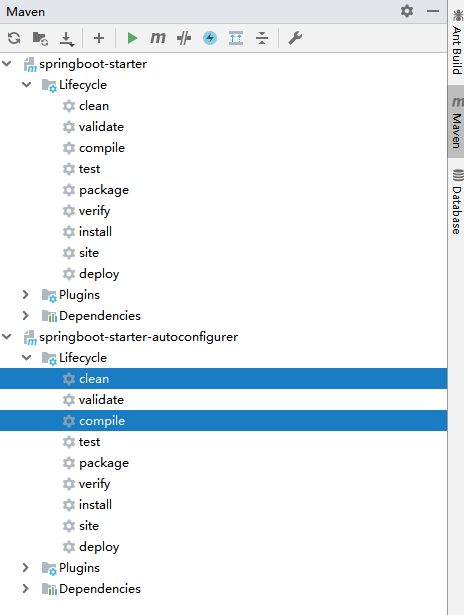 Maven
springboot-starter
Lifecycle
clean
validate
compile
test
package
verify
install
site
deploy
Plugins
Dependencies
springboot-starter-autoconfigurer
Lifecycle
clean
validate
compile
test
package
verify
install
site
deploy
Plugins
Dependencies
Ant Build
Maven
Database